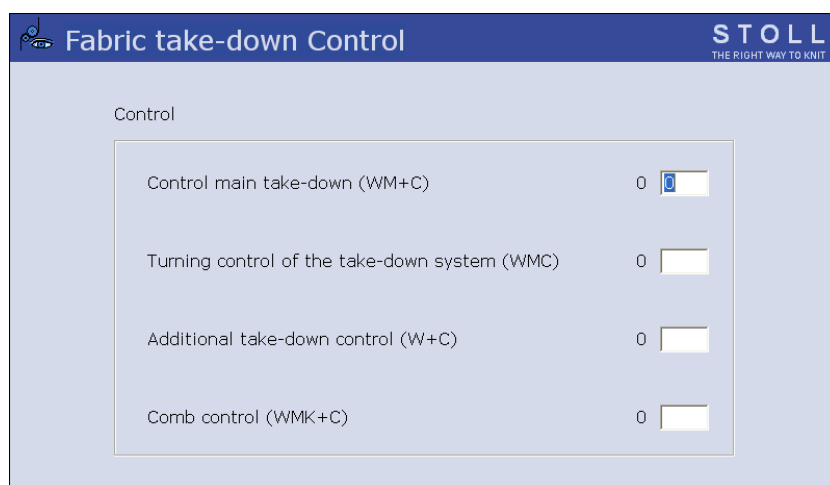 Fabric take-down Control
STOLL
THE RIGHT WAY TO KNIT
Control
Control main take-down (WM+C) 0 0
Turning control of the take-down system (WMC) 0
Additional take-down control (W+C) 0
Comb control (WMK+C) 0